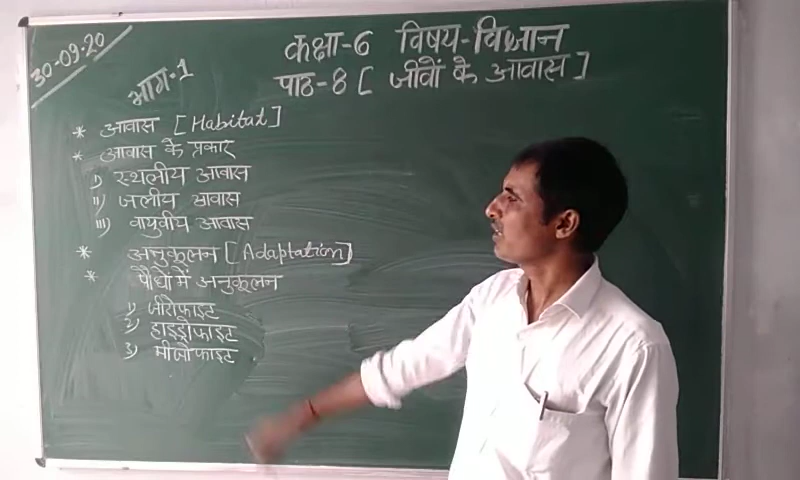 30-09-20
कक्षा-6 विषय-विज्ञान
पाठ-8 [ जीवों के आवास ]
भाग-1
* आवास [Habitat]
* आवास के प्रकार
i) स्थलीय आवास
ii) जलीय आवास
iii) वायुवीय आवास
* अनुकूलन [Adaptation]
* पौधों में अनुकूलन
1) जीरोफाइट
2) हाइड्रोफाइट
3) मीजोफाइट